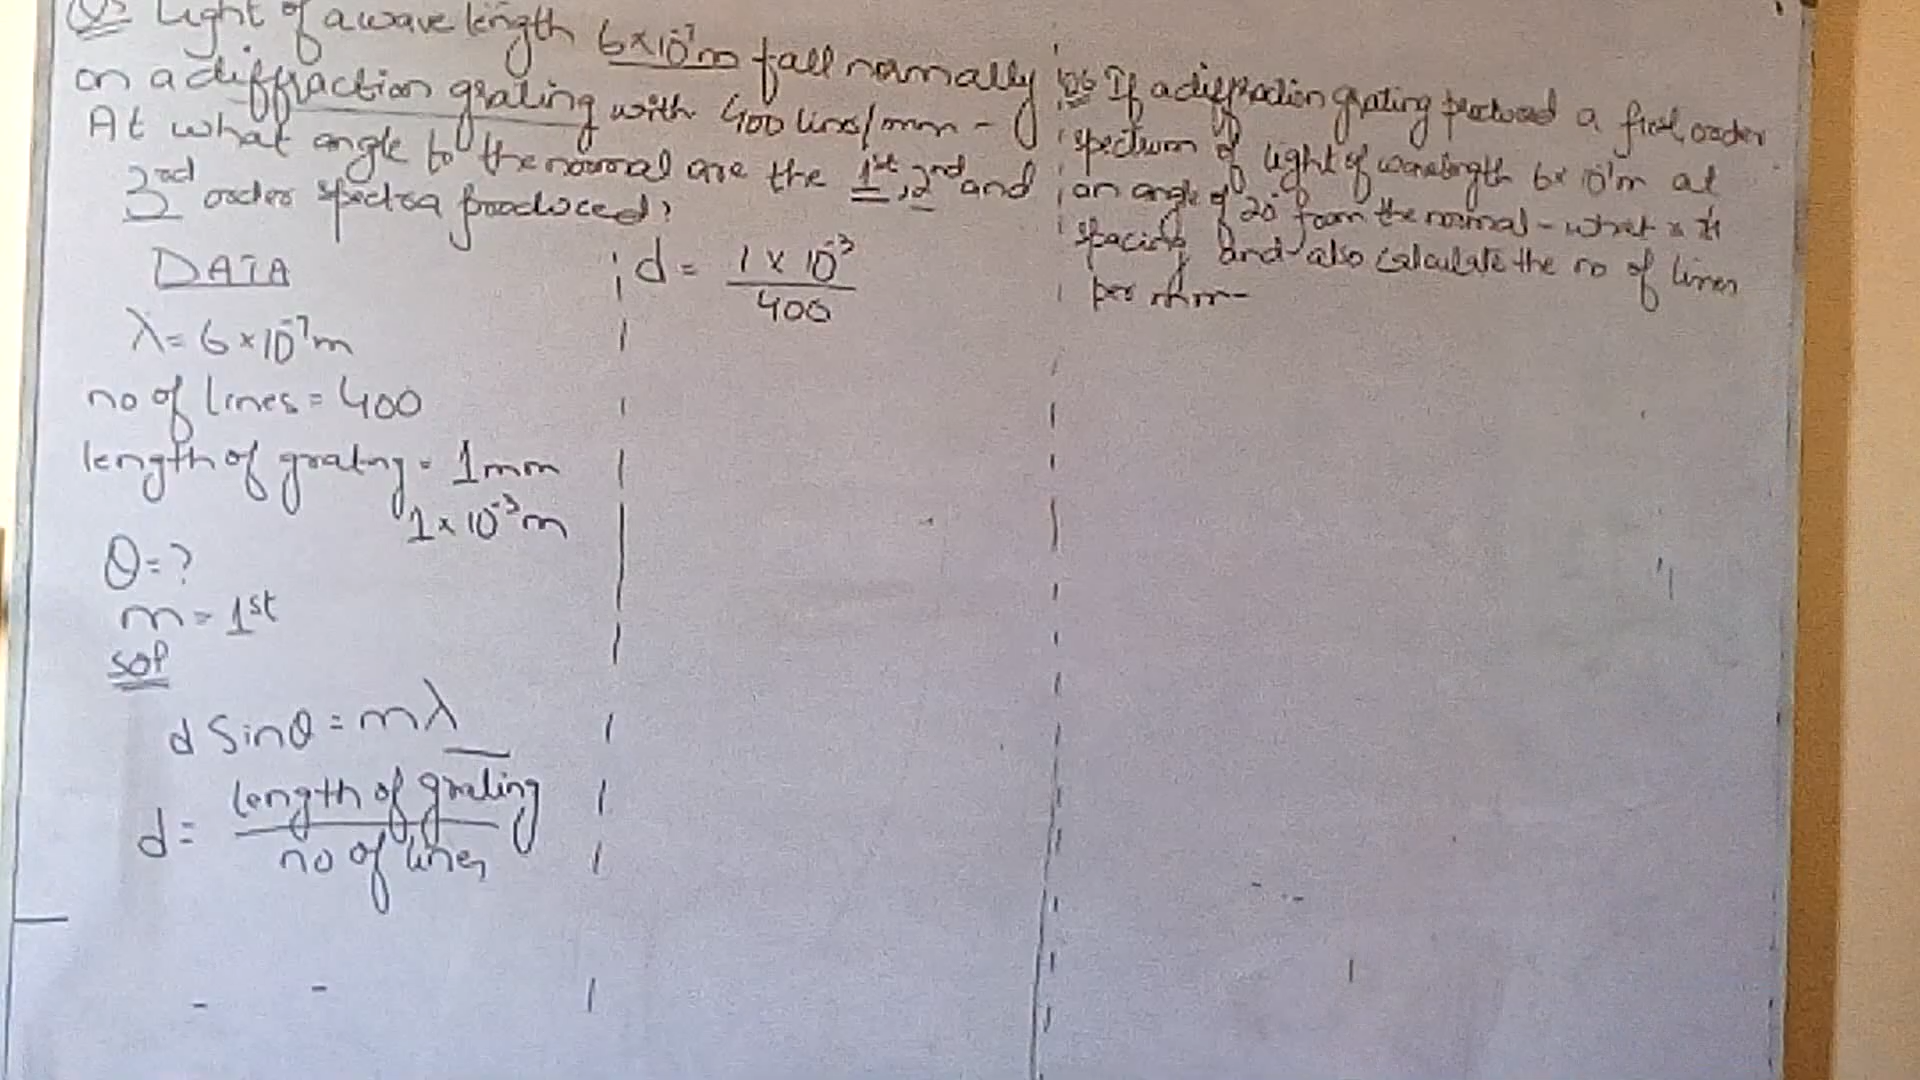 Q5 Light of a wavelength 6×10⁻⁷m fall normally
on a diffraction grating with 400 lines/mm -
At what angle to the normal are the 1st, 2nd and
3rd order spectra produced?
DATA
λ= 6×10⁻⁷m
no of lines = 400
length of grating = 1mm
1×10⁻³m
θ=?
m= 1st
sol
d Sinθ = mλ
d = length of grating
no of lines
d = 1 × 10⁻³
400
Q6 If a diffraction grating produced a first order
spectrum of light of wavelength 6×10⁻⁷m at
an angle of 20° from the normal - what is the
spacing and also calculate the no of lines
per mm-